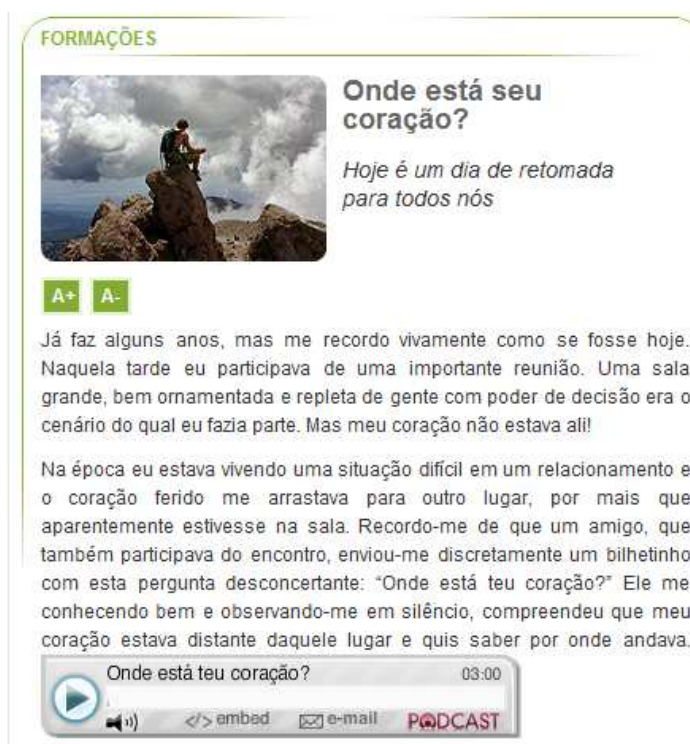 FORMAÇÕES
Onde está seu
coração?
Hoje é um dia de retomada
para todos nós
A+ A-
Já faz alguns anos, mas me recordo vivamente como se fosse hoje.
Naquela tarde eu participava de uma importante reunião. Uma sala
grande, bem ornamentada e repleta de gente com poder de decisão era o
cenário do qual eu fazia parte. Mas meu coração não estava ali!
Na época eu estava vivendo uma situação difícil em um relacionamento e
o coração ferido me arrastava para outro lugar, por mais que
aparentemente estivesse na sala. Recordo-me de que um amigo, que
também participava do encontro, enviou-me discretamente um bilhetinho
com esta pergunta desconcertante: “Onde está teu coração?” Ele me
conhecendo bem e observando-me em silêncio, compreendeu que meu
coração estava distante daquele lugar e quis saber por onde andava.
Onde está teu coração? 03:00
</> embed e-mail PODCAST